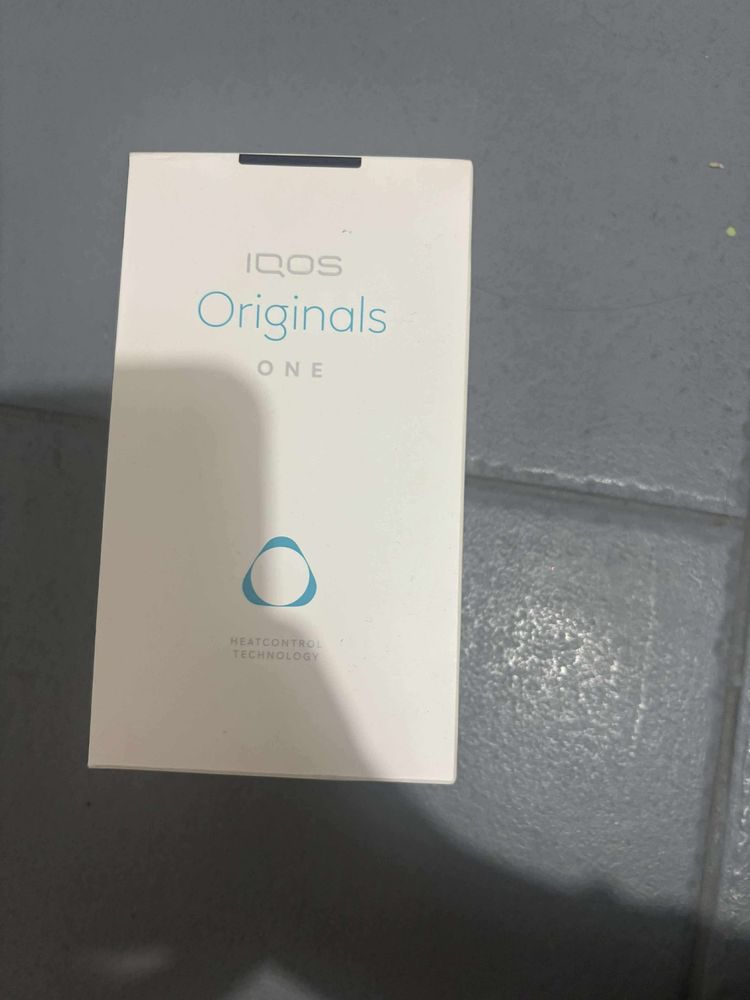 IQOS
Originals
ONE
HEATCONTROL
TECHNOLOGY